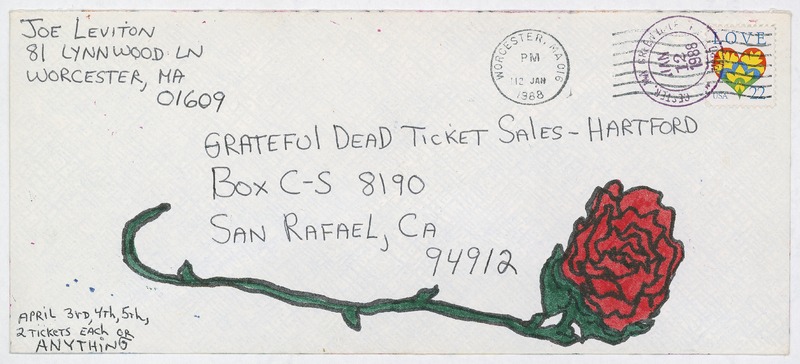 Joe Leviton
81 Lynnwood Ln
Worcester, MA
01609
WORCESTER, MA 016
PM
12 JAN
1988
JAN
12
1988
LOVE
USA
22
Grateful Dead Ticket Sales - Hartford
Box C-S 8190
San Rafael, CA
94912
April 3rd, 4th, 5th,
2 tickets each or
ANYTHING